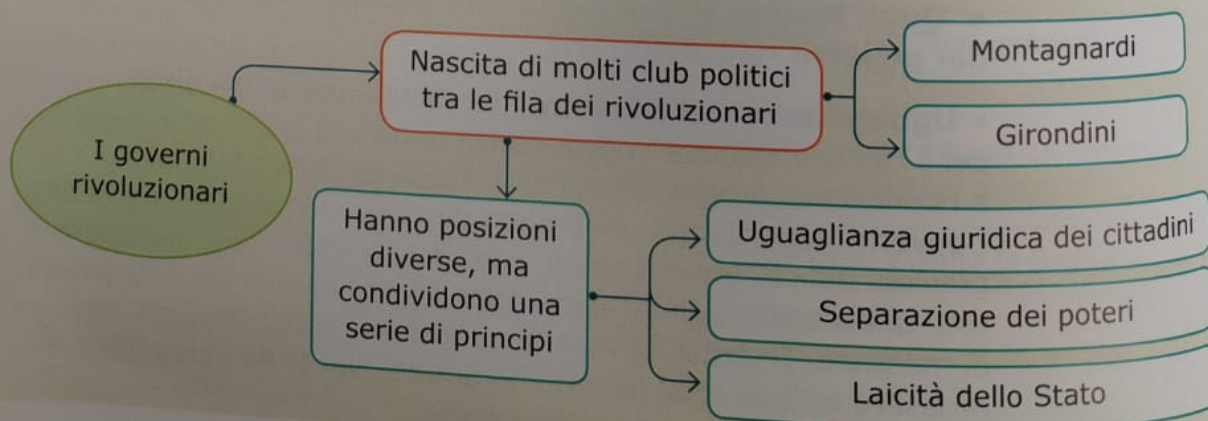 I governi
rivoluzionari
Nascita di molti club politici
tra le fila dei rivoluzionari
Montagnardi
Girondini
Hanno posizioni
diverse, ma
condividono una
serie di principi
Uguaglianza giuridica dei cittadini
Separazione dei poteri
Laicità dello Stato